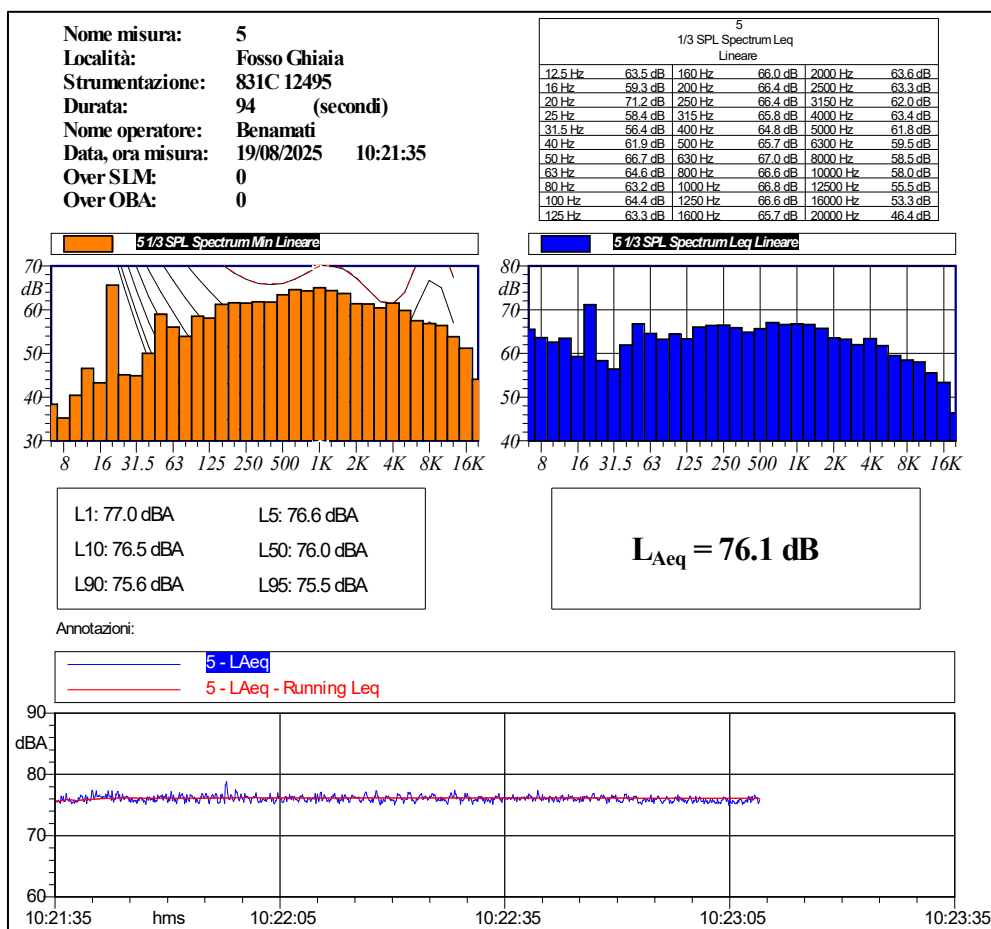 Nome misura: 5
Località: Fosso Ghiaia
Strumentazione: 831C 12495
Durata: 94 (secondi)
Nome operatore: Benamati
Data, ora misura: 19/08/2025 10:21:35
Over SLM: 0
Over OBA: 0
5
1/3 SPL Spectrum Leq
Lineare
12.5 Hz 63.5 dB 160 Hz 66.0 dB 2000 Hz 63.6 dB
16 Hz 59.3 dB 200 Hz 66.4 dB 2500 Hz 63.3 dB
20 Hz 71.2 dB 250 Hz 66.4 dB 3150 Hz 62.0 dB
25 Hz 58.4 dB 315 Hz 65.8 dB 4000 Hz 63.4 dB
31.5 Hz 56.4 dB 400 Hz 64.8 dB 5000 Hz 61.8 dB
40 Hz 61.9 dB 500 Hz 65.7 dB 6300 Hz 59.5 dB
50 Hz 66.7 dB 630 Hz 67.0 dB 8000 Hz 58.5 dB
63 Hz 64.6 dB 800 Hz 66.6 dB 10000 Hz 58.0 dB
80 Hz 63.2 dB 1000 Hz 66.8 dB 12500 Hz 55.5 dB
100 Hz 64.4 dB 1250 Hz 66.6 dB 16000 Hz 53.3 dB
125 Hz 63.3 dB 1600 Hz 65.7 dB 20000 Hz 46.4 dB
5 1/3 SPL Spectrum Min Lineare
70
dB
60
50
40
30
8 16 31.5 63 125 250 500 1K 2K 4K 8K 16K
5 1/3 SPL Spectrum Leq Lineare
80
dB
70
60
50
40
8 16 31.5 63 125 250 500 1K 2K 4K 8K 16K
L1: 77.0 dBA L5: 76.6 dBA
L10: 76.5 dBA L50: 76.0 dBA
L90: 75.6 dBA L95: 75.5 dBA
LAeq = 76.1 dB
Annotazioni:
5 - LAeq
5 - LAeq - Running Leq
90
dBA
80
70
60
10:21:35 hms 10:22:05 10:22:35 10:23:05 10:23:35